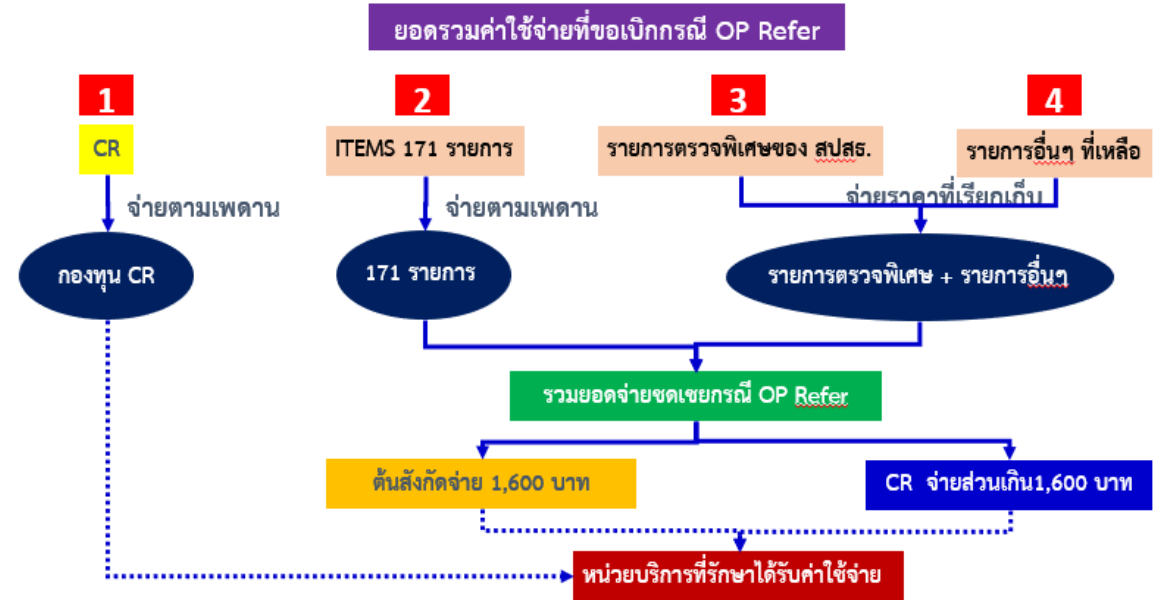 ยอดรวมค่าใช้จ่ายที่ขอเบิกกรณี OP Refer
1
2
3
4
CR
ITEMS 171 รายการ
รายการตรวจพิเศษของ สปสธ.
รายการอื่นๆ ที่เหลือ
จ่ายตามเพดาน
จ่ายตามเพดาน
จ่ายราคาที่เรียกเก็บ
กองทุน CR
171 รายการ
รายการตรวจพิเศษ + รายการอื่นๆ
รวมยอดจ่ายชดเชยกรณี OP Refer
ต้นสังกัดจ่าย 1,600 บาท
CR จ่ายส่วนเกิน1,600 บาท
หน่วยบริการที่รักษาได้รับค่าใช้จ่าย